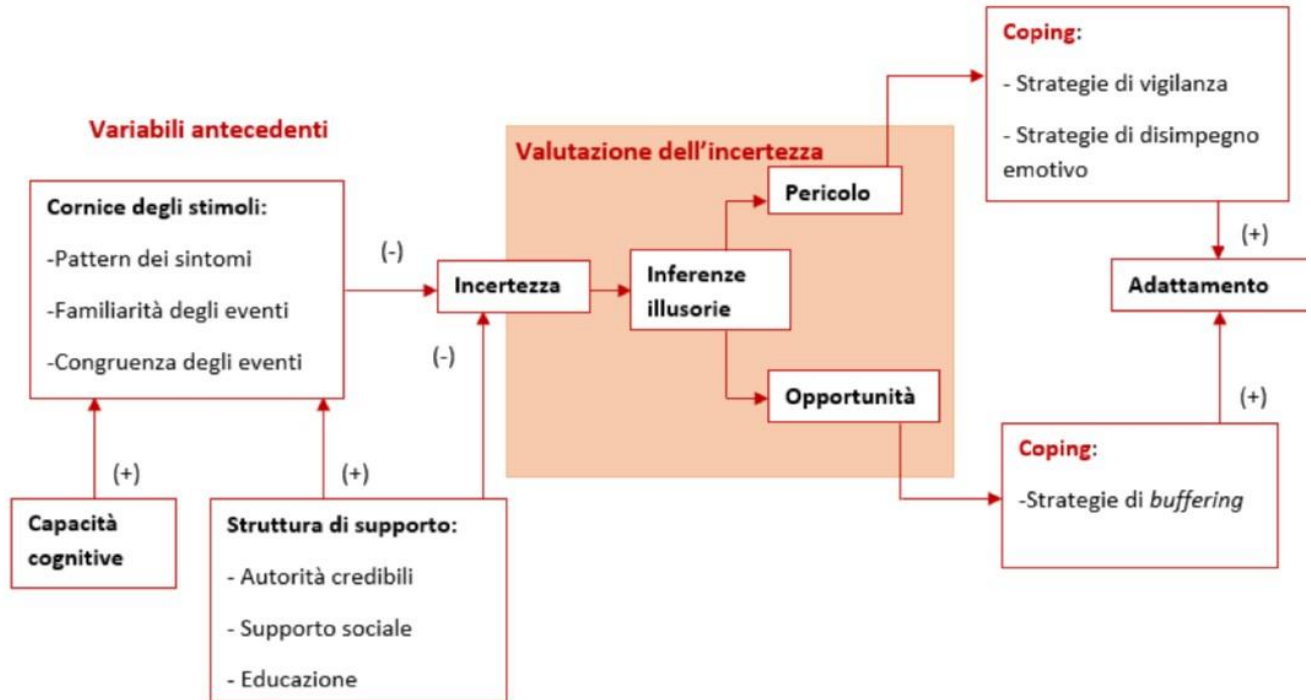 Variabili antecedenti
Cornice degli stimoli:
-Pattern dei sintomi
-Familiarità degli eventi
-Congruenza degli eventi
(+)
Capacità
cognitive
(+)
Struttura di supporto:
- Autorità credibili
- Supporto sociale
- Educazione
(-)
(-)
Incertezza
Valutazione dell’incertezza
Inferenze
illusorie
Pericolo
Opportunità
Coping:
- Strategie di vigilanza
- Strategie di disimpegno
emotivo
(+)
Adattamento
(+)
Coping:
-Strategie di buffering